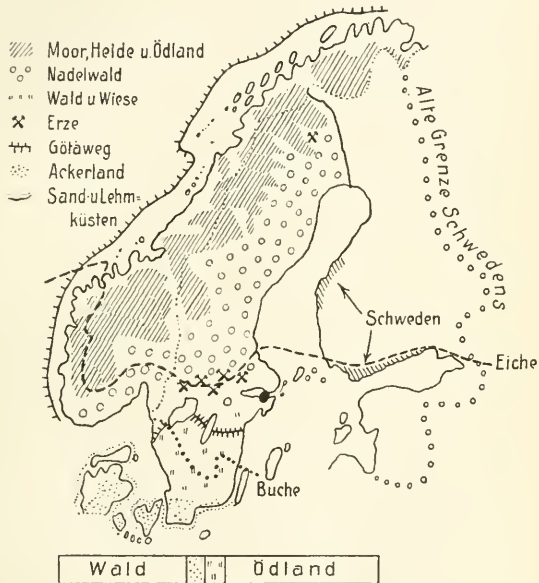 Moor, Heide u. Ödland
Nadelwald
Wald u Wiese
Erze
Götaweg
Ackerland
Sand-u Lehm-
küsten
Alte Grenze Schwedens
Schweden
Eiche
Buche
Wald Ödland